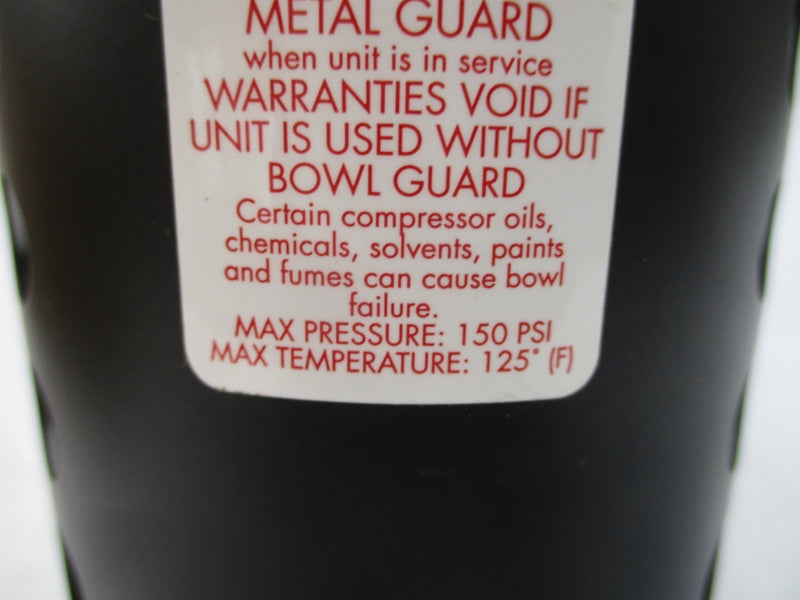 METAL GUARD
when unit is in service
WARRANTIES VOID IF
UNIT IS USED WITHOUT
BOWL GUARD
Certain compressor oils,
chemicals, solvents, paints
and fumes can cause bowl
failure.
MAX PRESSURE: 150 PSI
MAX TEMPERATURE: 125° (F)